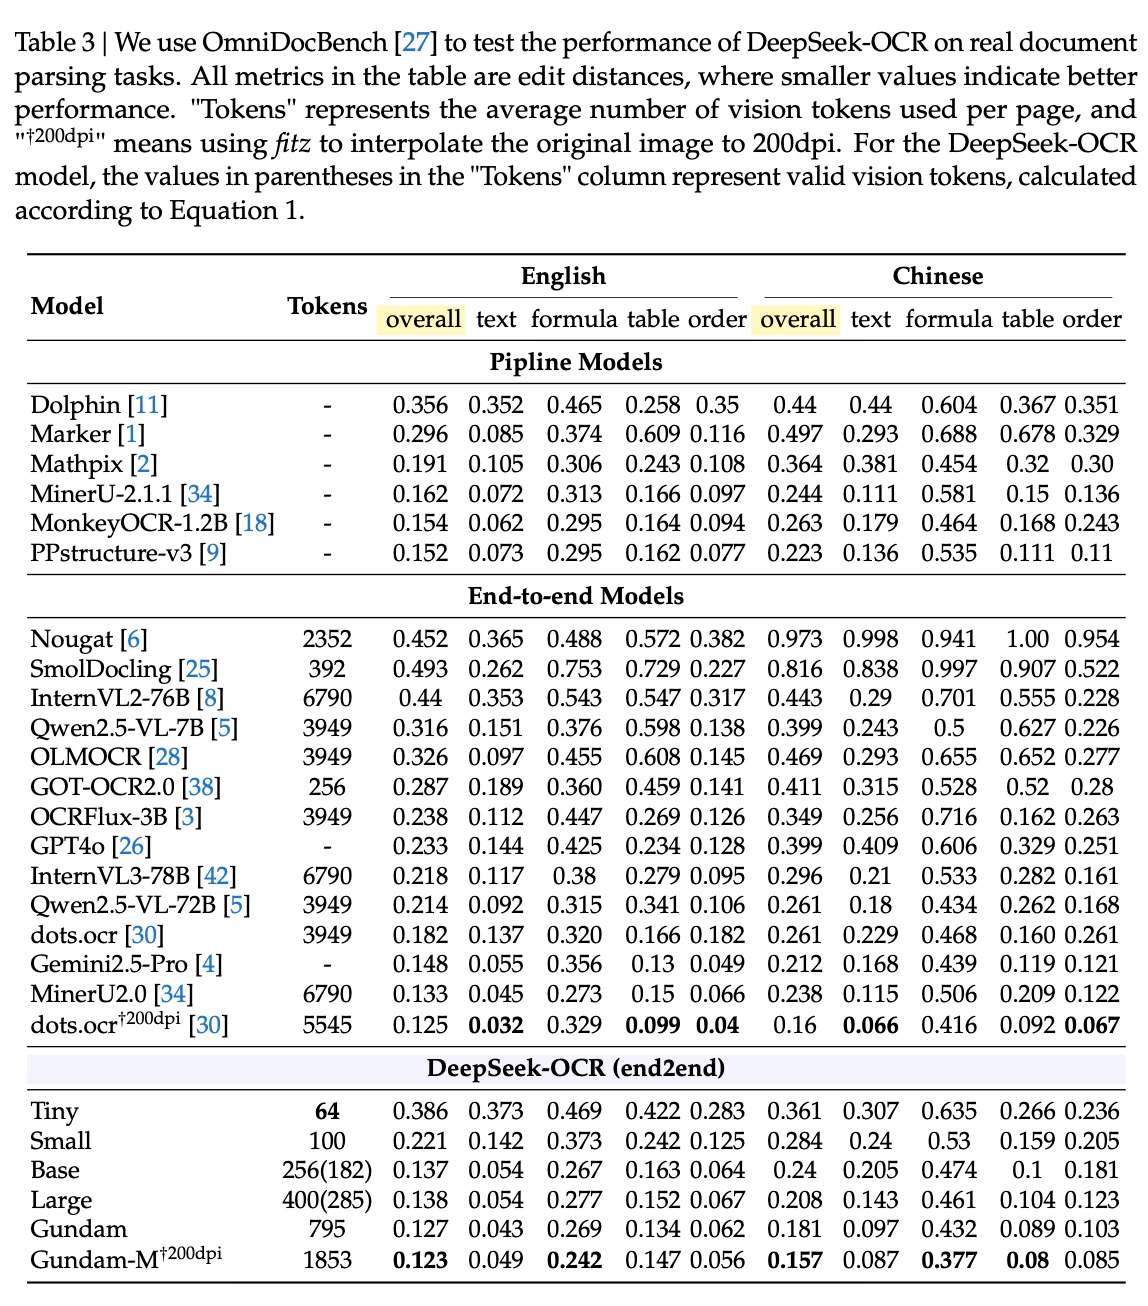 Table 3 | We use OmniDocBench [27] to test the performance of DeepSeek-OCR on real document
parsing tasks. All metrics in the table are edit distances, where smaller values indicate better
performance. "Tokens" represents the average number of vision tokens used per page, and
"†200dpi" means using fitz to interpolate the original image to 200dpi. For the DeepSeek-OCR
model, the values in parentheses in the "Tokens" column represent valid vision tokens, calculated
according to Equation 1.
English Chinese
Model Tokens
overall text formula table order overall text formula table order
Pipline Models
Dolphin [11] - 0.356 0.352 0.465 0.258 0.35 0.44 0.44 0.604 0.367 0.351
Marker [1] - 0.296 0.085 0.374 0.609 0.116 0.497 0.293 0.688 0.678 0.329
Mathpix [2] - 0.191 0.105 0.306 0.243 0.108 0.364 0.381 0.454 0.32 0.30
MinerU-2.1.1 [34] - 0.162 0.072 0.313 0.166 0.097 0.244 0.111 0.581 0.15 0.136
MonkeyOCR-1.2B [18] - 0.154 0.062 0.295 0.164 0.094 0.263 0.179 0.464 0.168 0.243
PPstructure-v3 [9] - 0.152 0.073 0.295 0.162 0.077 0.223 0.136 0.535 0.111 0.11
End-to-end Models
Nougat [6] 2352 0.452 0.365 0.488 0.572 0.382 0.973 0.998 0.941 1.00 0.954
SmolDocling [25] 392 0.493 0.262 0.753 0.729 0.227 0.816 0.838 0.997 0.907 0.522
InternVL2-76B [8] 6790 0.44 0.353 0.543 0.547 0.317 0.443 0.29 0.701 0.555 0.228
Qwen2.5-VL-7B [5] 3949 0.316 0.151 0.376 0.598 0.138 0.399 0.243 0.5 0.627 0.226
OLMOCR [28] 3949 0.326 0.097 0.455 0.608 0.145 0.469 0.293 0.655 0.652 0.277
GOT-OCR2.0 [38] 256 0.287 0.189 0.360 0.459 0.141 0.411 0.315 0.528 0.52 0.28
OCRFlux-3B [3] 3949 0.238 0.112 0.447 0.269 0.126 0.349 0.256 0.716 0.162 0.263
GPT4o [26] - 0.233 0.144 0.425 0.234 0.128 0.399 0.409 0.606 0.329 0.251
InternVL3-78B [42] 6790 0.218 0.117 0.38 0.279 0.095 0.296 0.21 0.533 0.282 0.161
Qwen2.5-VL-72B [5] 3949 0.214 0.092 0.315 0.341 0.106 0.261 0.18 0.434 0.262 0.168
dots.ocr [30] 3949 0.182 0.137 0.320 0.166 0.182 0.261 0.229 0.468 0.160 0.261
Gemini2.5-Pro [4] - 0.148 0.055 0.356 0.13 0.049 0.212 0.168 0.439 0.119 0.121
MinerU2.0 [34] 6790 0.133 0.045 0.273 0.15 0.066 0.238 0.115 0.506 0.209 0.122
dots.ocr†200dpi [30] 5545 0.125 0.032 0.329 0.099 0.04 0.16 0.066 0.416 0.092 0.067
DeepSeek-OCR (end2end)
Tiny 64 0.386 0.373 0.469 0.422 0.283 0.361 0.307 0.635 0.266 0.236
Small 100 0.221 0.142 0.373 0.242 0.125 0.284 0.24 0.53 0.159 0.205
Base 256(182) 0.137 0.054 0.267 0.163 0.064 0.24 0.205 0.474 0.1 0.181
Large 400(285) 0.138 0.054 0.277 0.152 0.067 0.208 0.143 0.461 0.104 0.123
Gundam 795 0.127 0.043 0.269 0.134 0.062 0.181 0.097 0.432 0.089 0.103
Gundam-M†200dpi 1853 0.123 0.049 0.242 0.147 0.056 0.157 0.087 0.377 0.08 0.085